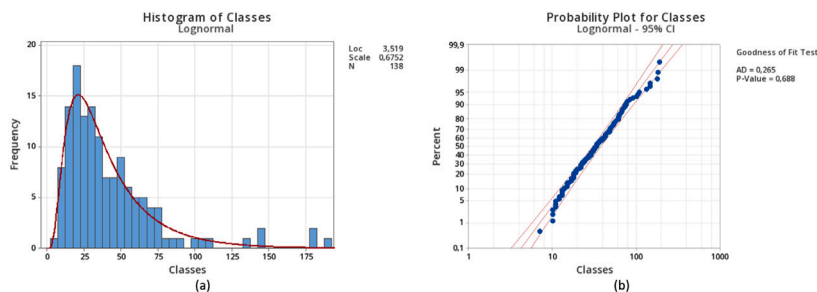 Histogram of Classes
Lognormal
Loc 3,519
Scale 0,6752
N 138
20
15
10
5
0
Frequency
0 25 50 75 100 125 150 175
Classes
(a)
Probability Plot for Classes
Lognormal - 95% CI
Goodness of Fit Test
AD = 0,265
P-Value = 0,688
99,9
99
95
90
80
70
60
50
40
30
20
10
5
1
0,1
Percent
1 10 100 1000
Classes
(b)